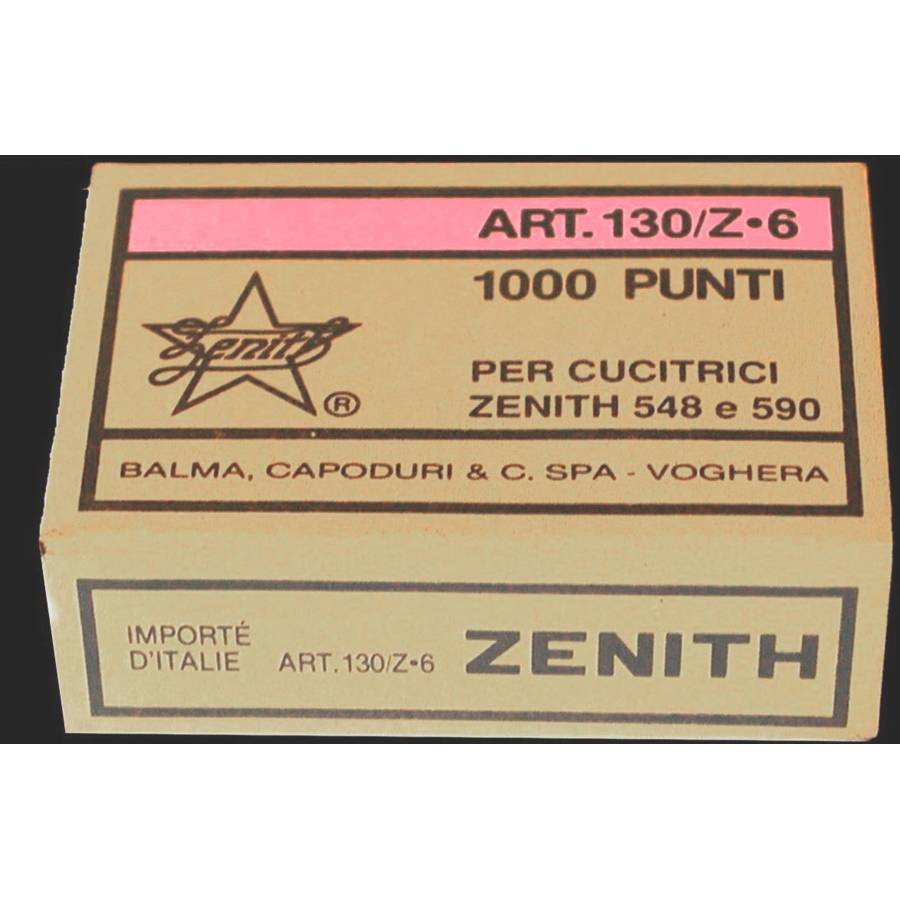 ART. 130/Z•6
1000 PUNTI
Zenith
®
PER CUCITRICI
ZENITH 548 e 590
BALMA, CAPODURI & C. SPA - VOGHERA
IMPORTÉ
D'ITALIE
ART. 130/Z•6
ZENITH